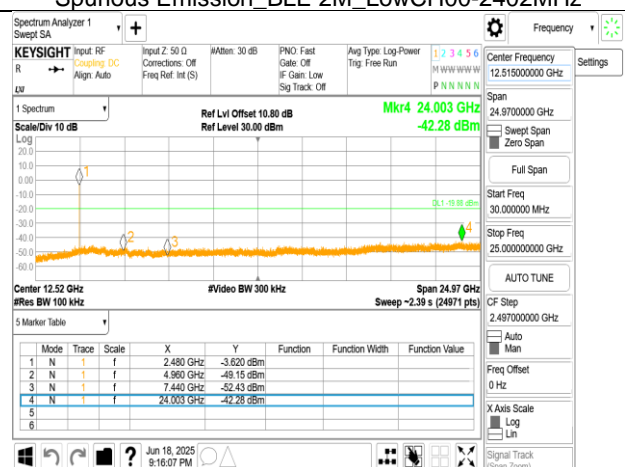 Spurious Emission_BLE 2M_LowCH00-2402MHz
Spectrum Analyzer 1
Swept SA
+
Frequency
KEYSIGHT
R
LXI
Input: RF
Coupling: DC
Align: Auto
Input Z: 50 Ω
Corrections: Off
Freq Ref: Int (S)
#Atten: 30 dB
PNO: Fast
Gate: Off
IF Gain: Low
Sig Track: Off
Avg Type: Log-Power
Trig: Free Run
1 2 3 4 5 6
M W W W W W
P N N N N N
Center Frequency
12.515000000 GHz
Settings
Span
24.9700000 GHz
Swept Span
Zero Span
Full Span
Start Freq
30.000000 MHz
Stop Freq
25.000000000 GHz
AUTO TUNE
CF Step
2.497000000 GHz
Auto
Man
Freq Offset
0 Hz
X Axis Scale
Log
Lin
Signal Track
(Span Zoom)
1 Spectrum
Scale/Div 10 dB
Ref Lvl Offset 10.80 dB
Ref Level 30.00 dBm
Mkr4 24.003 GHz
-42.28 dBm
Log
20.0
10.0
0.00
-10.0
-20.0
-30.0
-40.0
-50.0
-60.0
1
2
3
4
Center 12.52 GHz
#Res BW 100 kHz
#Video BW 300 kHz
Span 24.97 GHz
Sweep ~2.39 s (24971 pts)
5 Marker Table
Mode Trace Scale X Y Function Function Width Function Value
1 N 1 f 2.480 GHz -3.620 dBm
2 N 1 f 4.960 GHz -49.15 dBm
3 N 1 f 7.440 GHz -52.43 dBm
4 N 1 f 24.003 GHz -42.28 dBm
5
6
?
Jun 18, 2025
9:16:07 PM